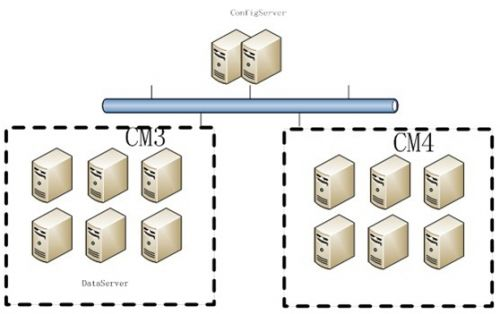 ConfigServer
CM3
CM4
DataServer